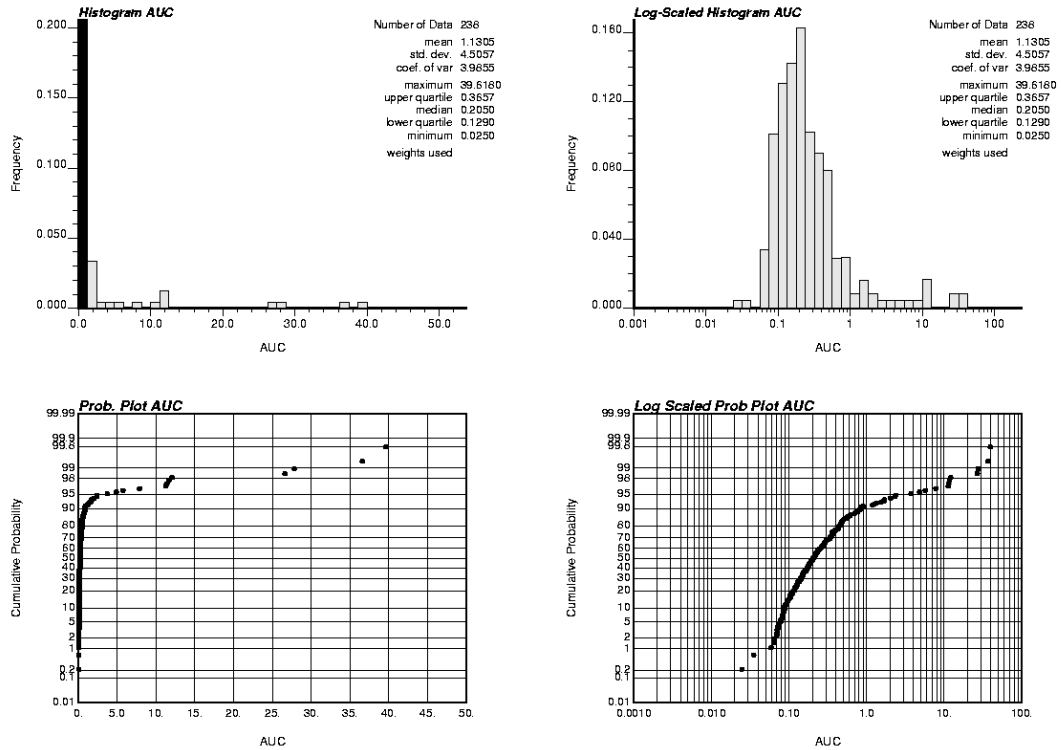 Histogram AUC
Number of Data 238
mean 1.1305
std. dev. 4.5057
coef. of var 3.9855
maximum 39.6180
upper quartile 0.3657
median 0.2050
lower quartile 0.1290
minimum 0.0250
weights used
Frequency
0.200
0.150
0.100
0.050
0.000
0.0 10.0 20.0 30.0 40.0 50.0
AUC
Log-Scaled Histogram AUC
Number of Data 238
mean 1.1305
std. dev. 4.5057
coef. of var 3.9855
maximum 39.6180
upper quartile 0.3657
median 0.2050
lower quartile 0.1290
minimum 0.0250
weights used
Frequency
0.160
0.120
0.080
0.040
0.000
0.001 0.01 0.1 1 10 100
AUC
Prob. Plot AUC
Cumulative Probability
99.99
99.9
99.8
99
98
95
90
80
70
60
50
40
30
20
10
5
2
1
0.2
0.1
0.01
0. 5.0 10. 15. 20. 25. 30. 35. 40. 45. 50.
AUC
Log Scaled Prob Plot AUC
Cumulative Probability
99.99
99.9
99.8
99
98
95
90
80
70
60
50
40
30
20
10
5
2
1
0.2
0.1
0.01
0.0010 0.010 0.10 1.0 10. 100.
AUC